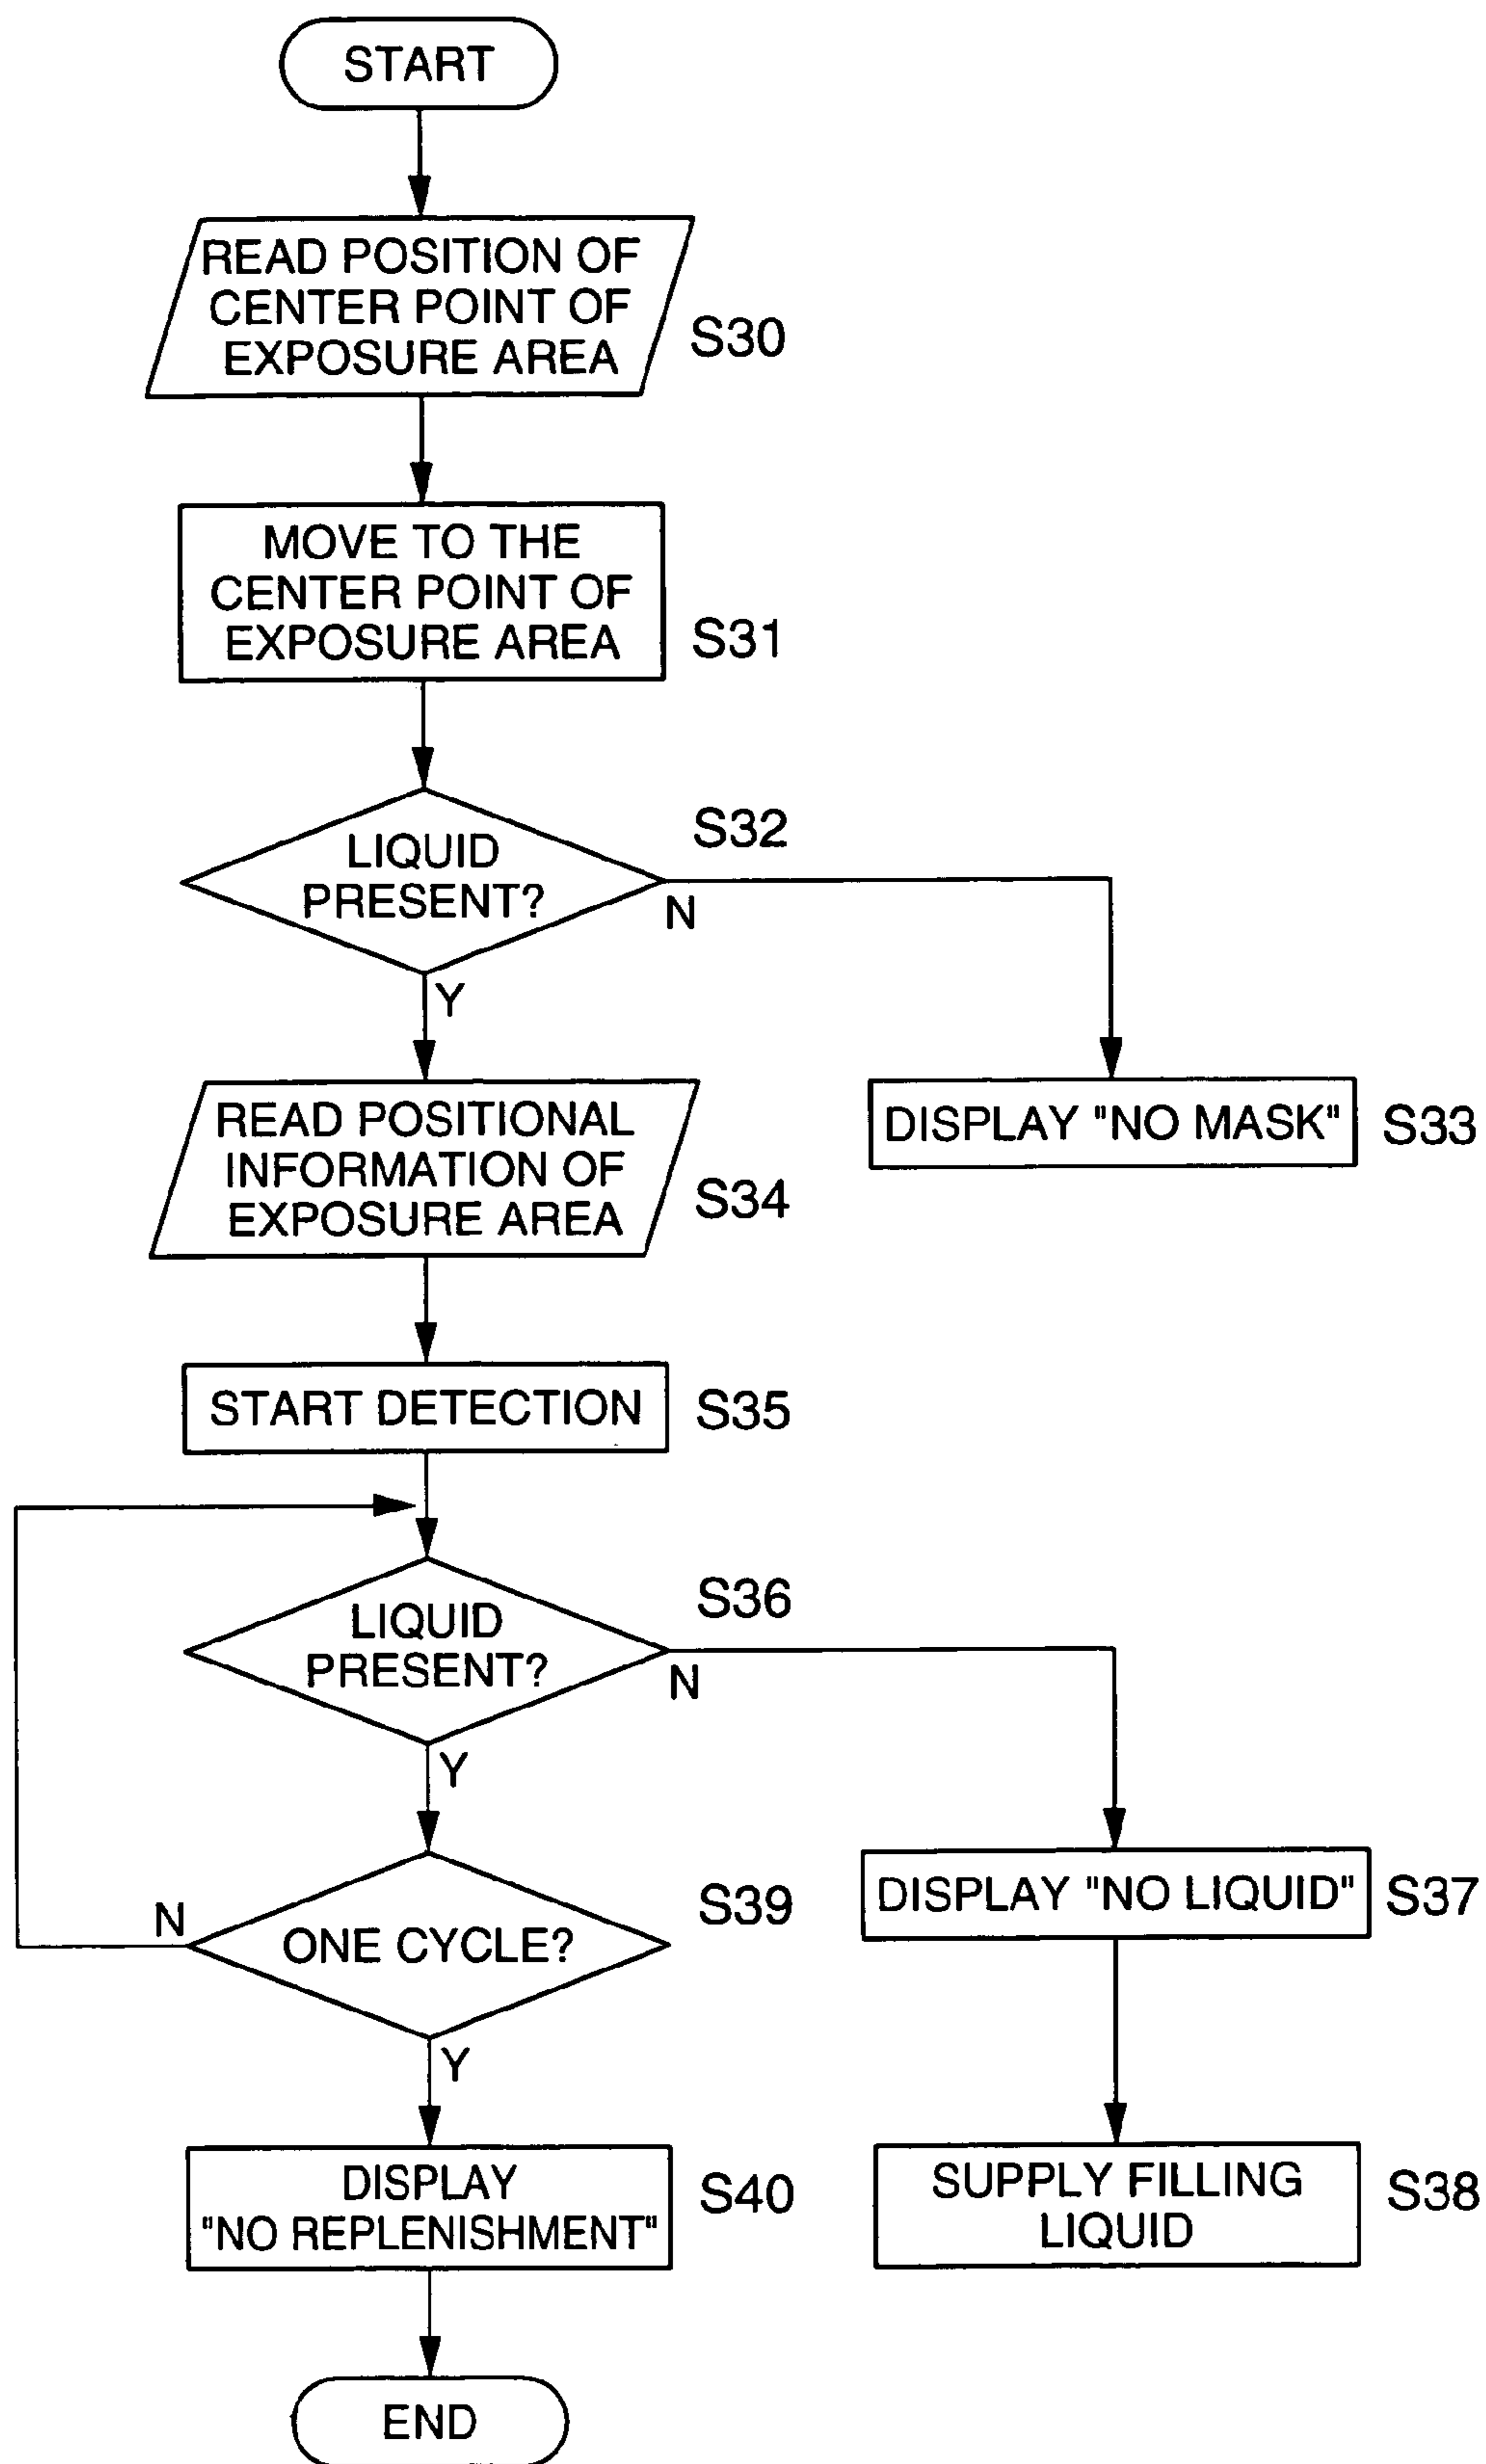 START
READ POSITION OF
CENTER POINT OF
EXPOSURE AREA
S30
MOVE TO THE
CENTER POINT OF
EXPOSURE AREA
S31
LIQUID
PRESENT?
S32
N
Y
DISPLAY "NO MASK"
S33
READ POSITIONAL
INFORMATION OF
EXPOSURE AREA
S34
START DETECTION
S35
LIQUID
PRESENT?
S36
N
Y
DISPLAY "NO LIQUID"
S37
ONE CYCLE?
S39
N
Y
SUPPLY FILLING
LIQUID
S38
DISPLAY
"NO REPLENISHMENT"
S40
END